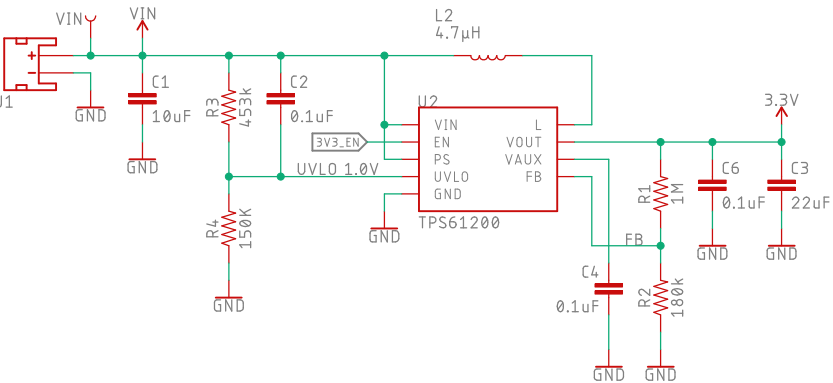 VIN
VIN
L2
4.7µH
+
-
J1
C1
10uF
R3
453k
C2
0.1uF
U2
3.3V
GND
GND
3V3_EN
VIN
EN
PS
UVLO
GND
L
VOUT
VAUX
FB
UVLO 1.0V
TPS61200
R4
150K
GND
GND
R1
1M
C6
0.1uF
C3
22uF
FB
GND
GND
C4
0.1uF
R2
180k
GND
GND